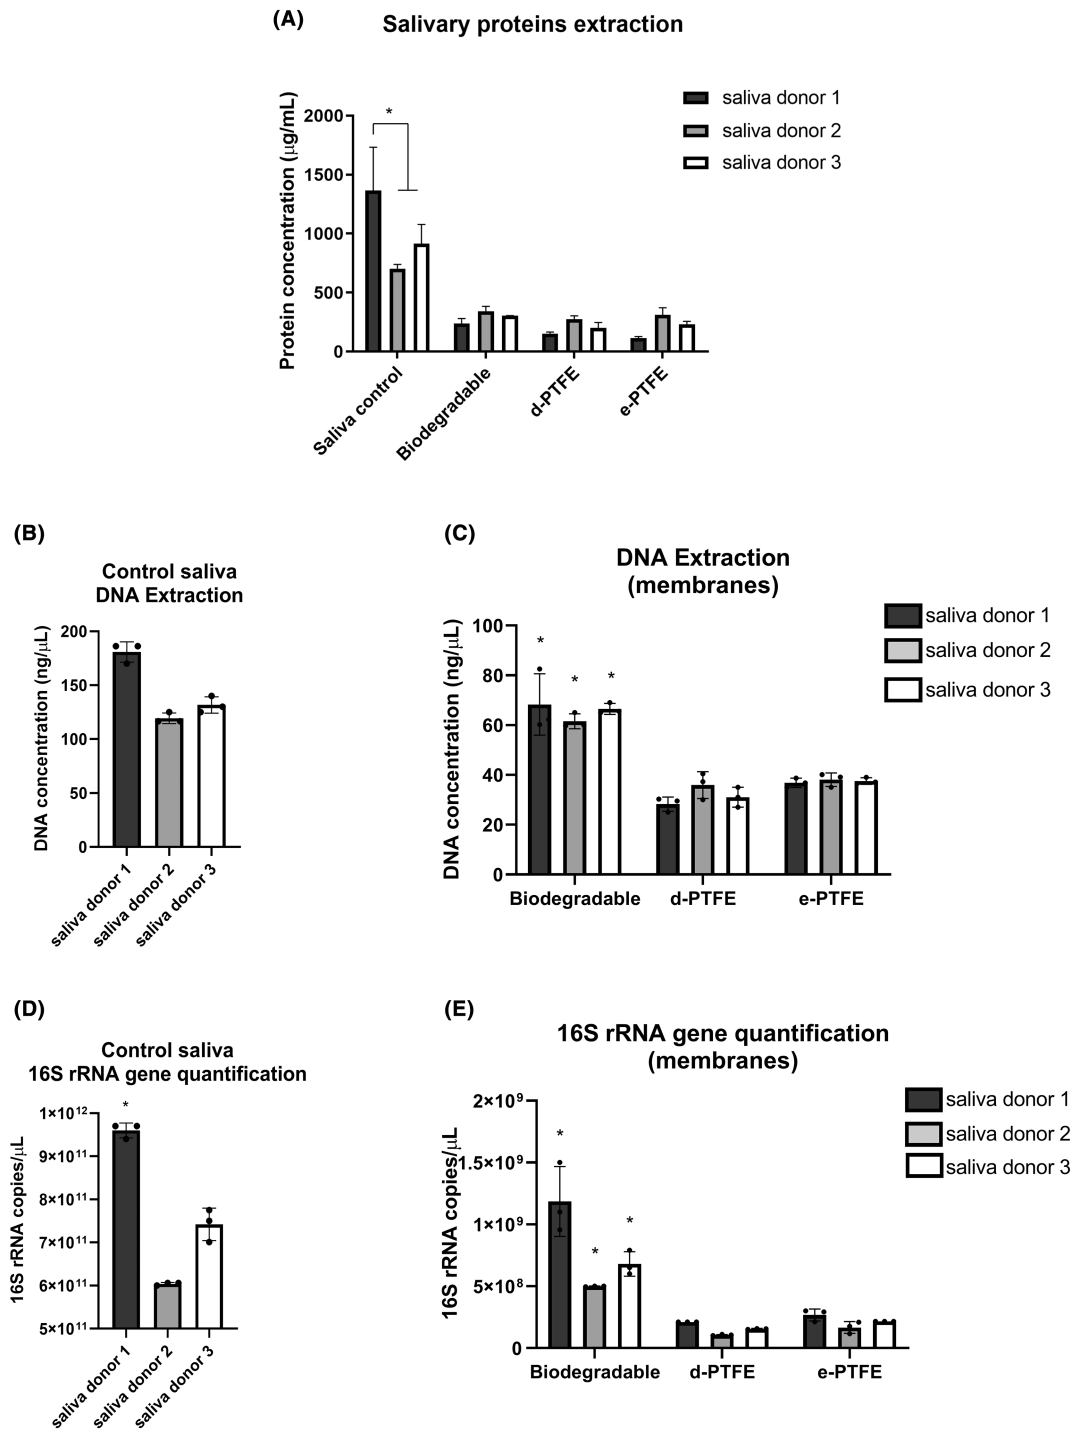 (A)
Salivary proteins extraction
saliva donor 1
saliva donor 2
saliva donor 3
Protein concentration (μg/mL)
2000
1500
1000
500
0
*
Saliva control
Biodegradable
d-PTFE
e-PTFE
(B)
Control saliva
DNA Extraction
DNA concentration (ng/μL)
200
150
100
50
0
saliva donor 1
saliva donor 2
saliva donor 3
(C)
DNA Extraction
(membranes)
saliva donor 1
saliva donor 2
saliva donor 3
DNA concentration (ng/μL)
100
80
60
40
20
0
*
*
*
Biodegradable
d-PTFE
e-PTFE
(D)
Control saliva
16S rRNA gene quantification
16S rRNA copies/μL
1×10¹²
9×10¹¹
8×10¹¹
7×10¹¹
6×10¹¹
5×10¹¹
*
saliva donor 1
saliva donor 2
saliva donor 3
(E)
16S rRNA gene quantification
(membranes)
saliva donor 1
saliva donor 2
saliva donor 3
16S rRNA copies/μL
2×10⁹
1.5×10⁹
1×10⁹
5×10⁸
0
*
*
*
Biodegradable
d-PTFE
e-PTFE